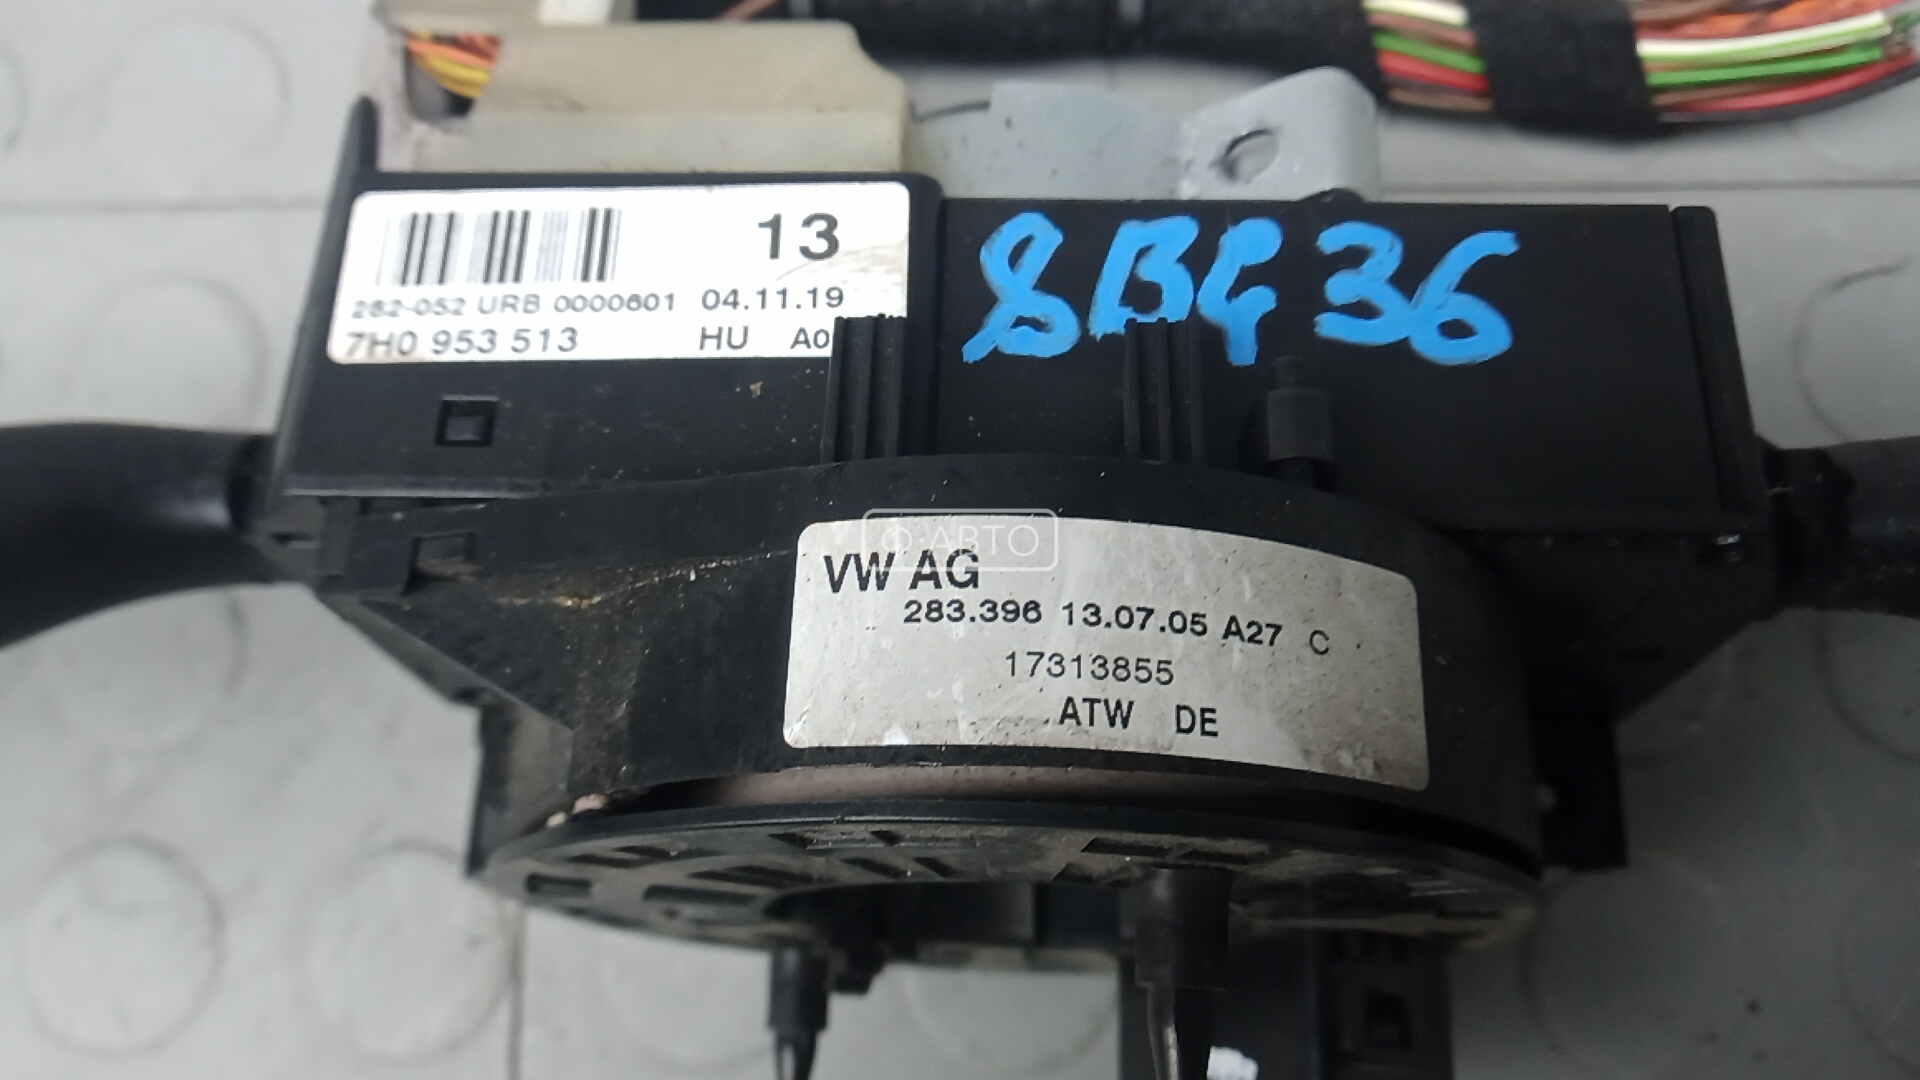 13
282-052 URB 0000601 04.11.19
7H0 953 513 HU A0
8BG36
Ф:АВТО
VW AG
283.396 13.07.05 A27 C
17313855
ATW DE